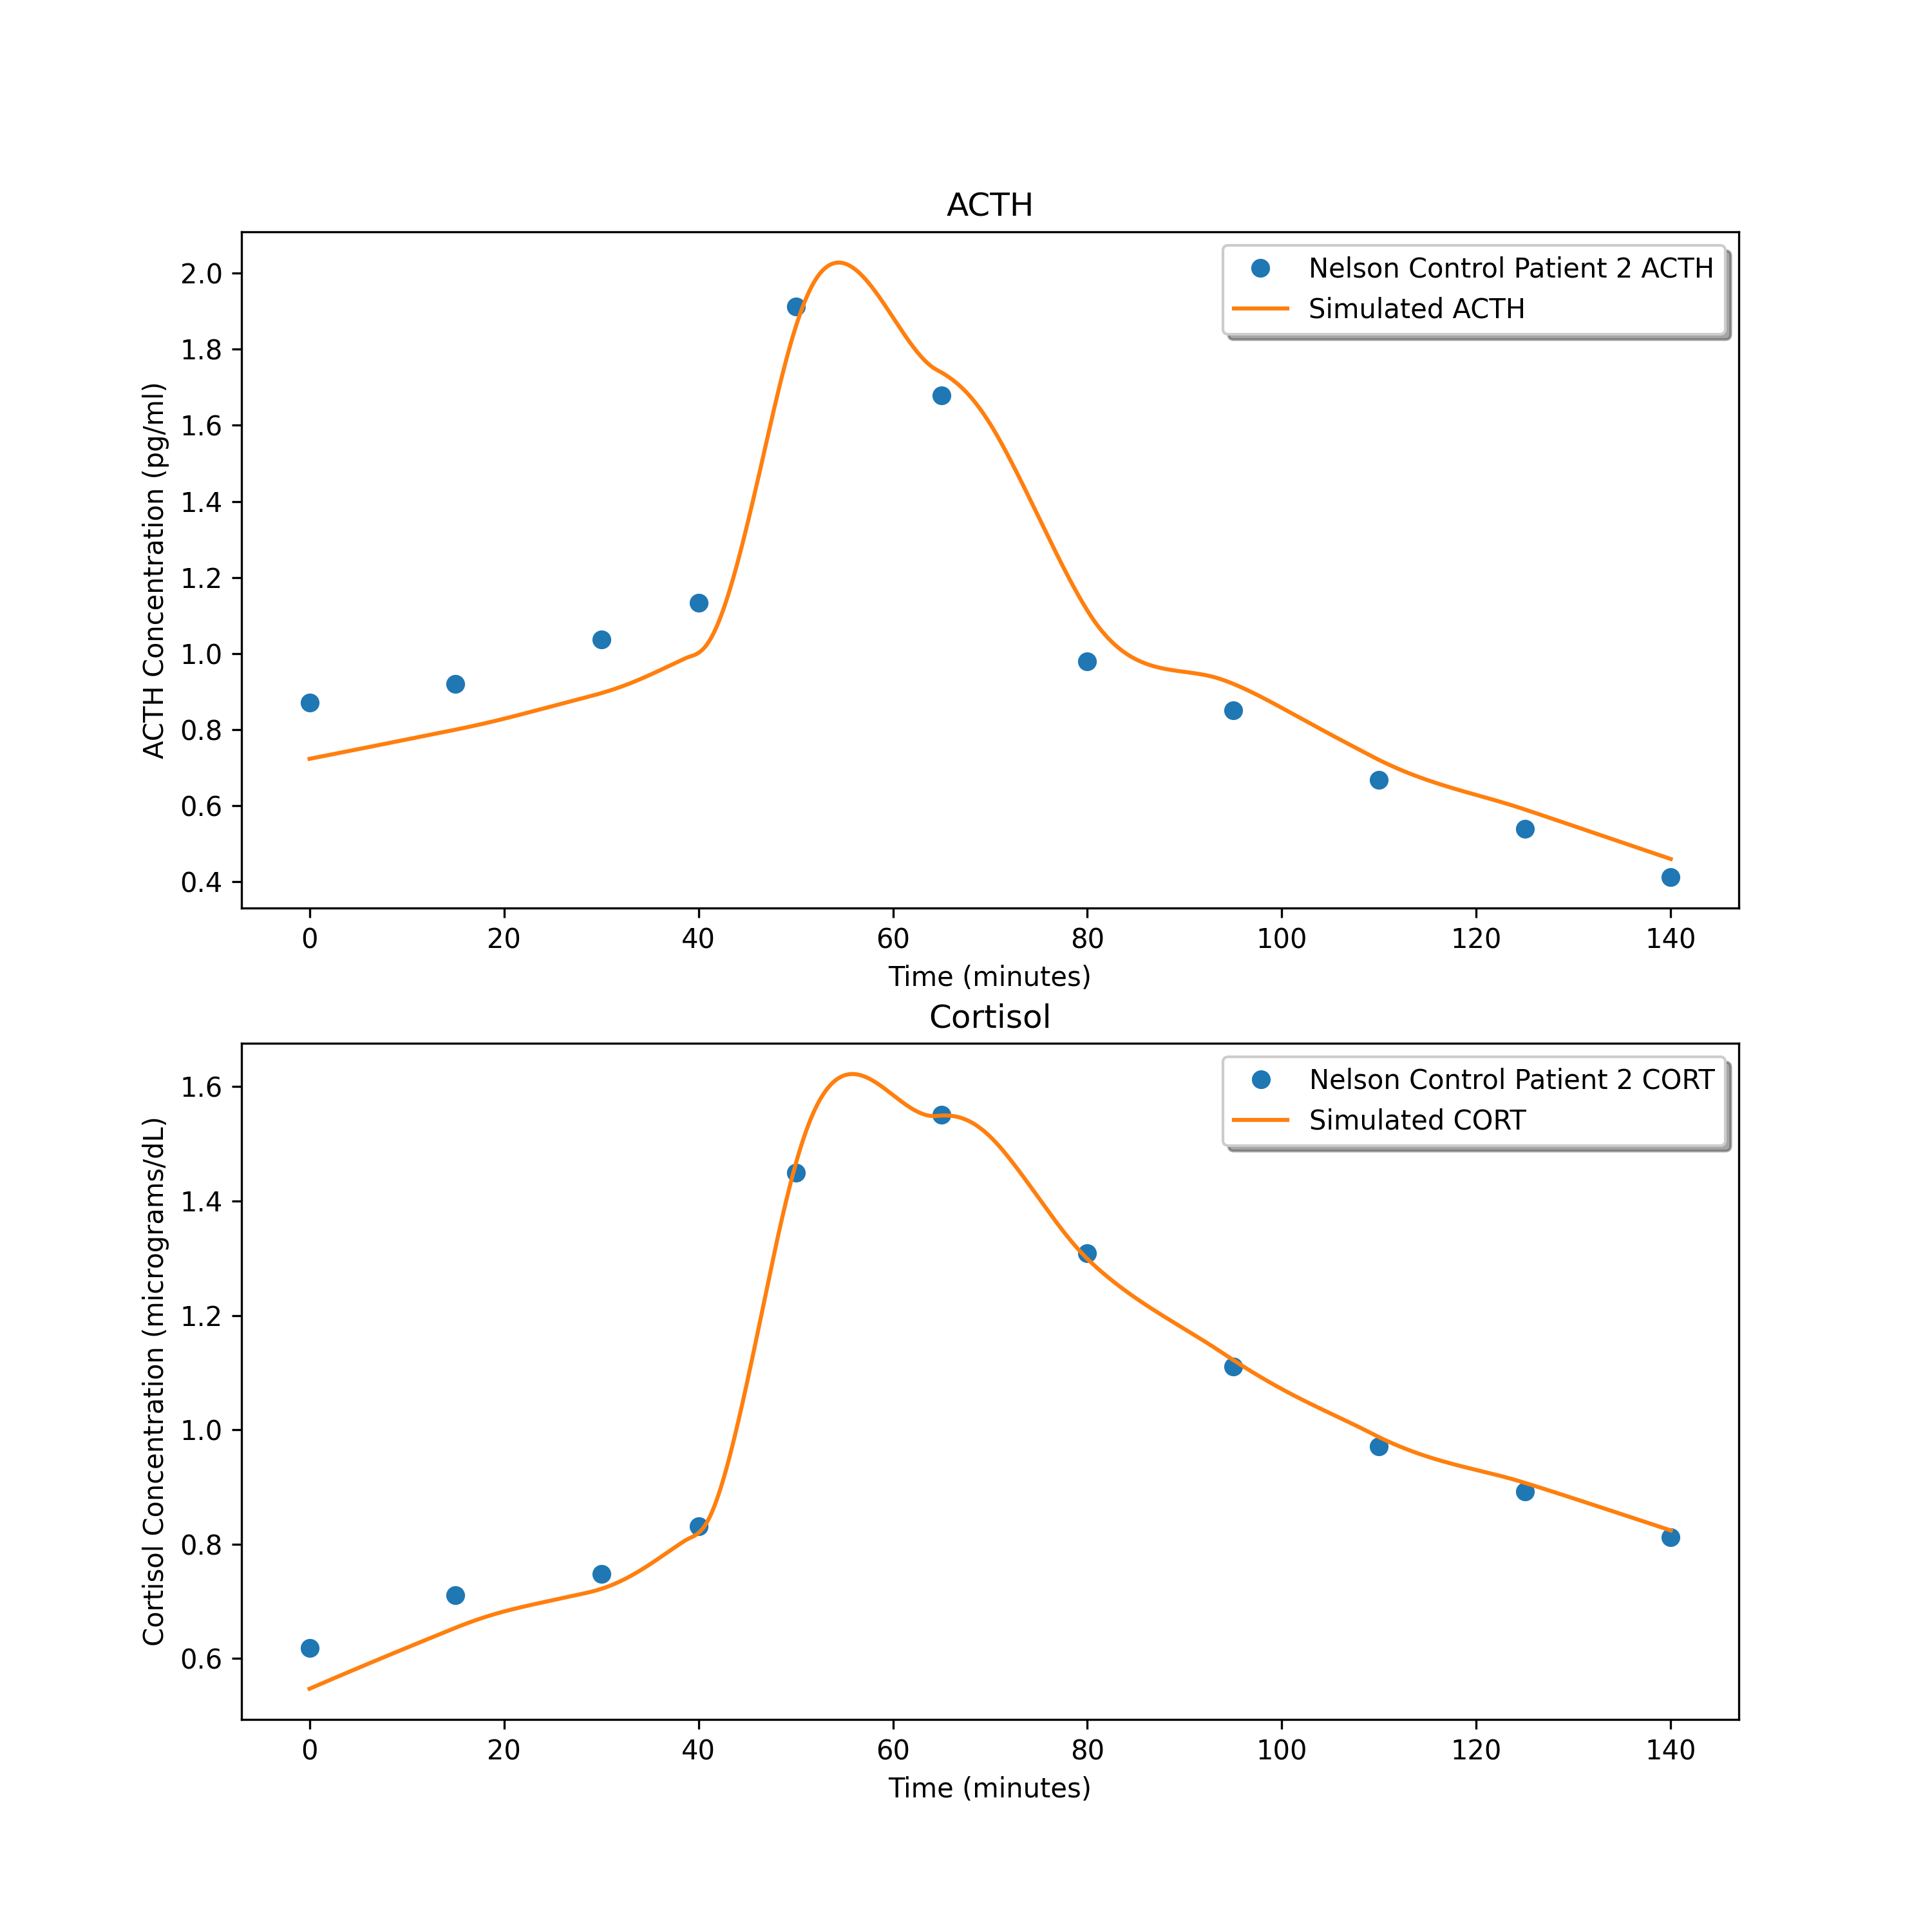 ACTH
Nelson Control Patient 2 ACTH
Simulated ACTH
ACTH Concentration (pg/ml)
2.0
1.8
1.6
1.4
1.2
1.0
0.8
0.6
0.4
0 20 40 60 80 100 120 140
Time (minutes)
Cortisol
Nelson Control Patient 2 CORT
Simulated CORT
Cortisol Concentration (micrograms/dL)
1.6
1.4
1.2
1.0
0.8
0.6
0 20 40 60 80 100 120 140
Time (minutes)